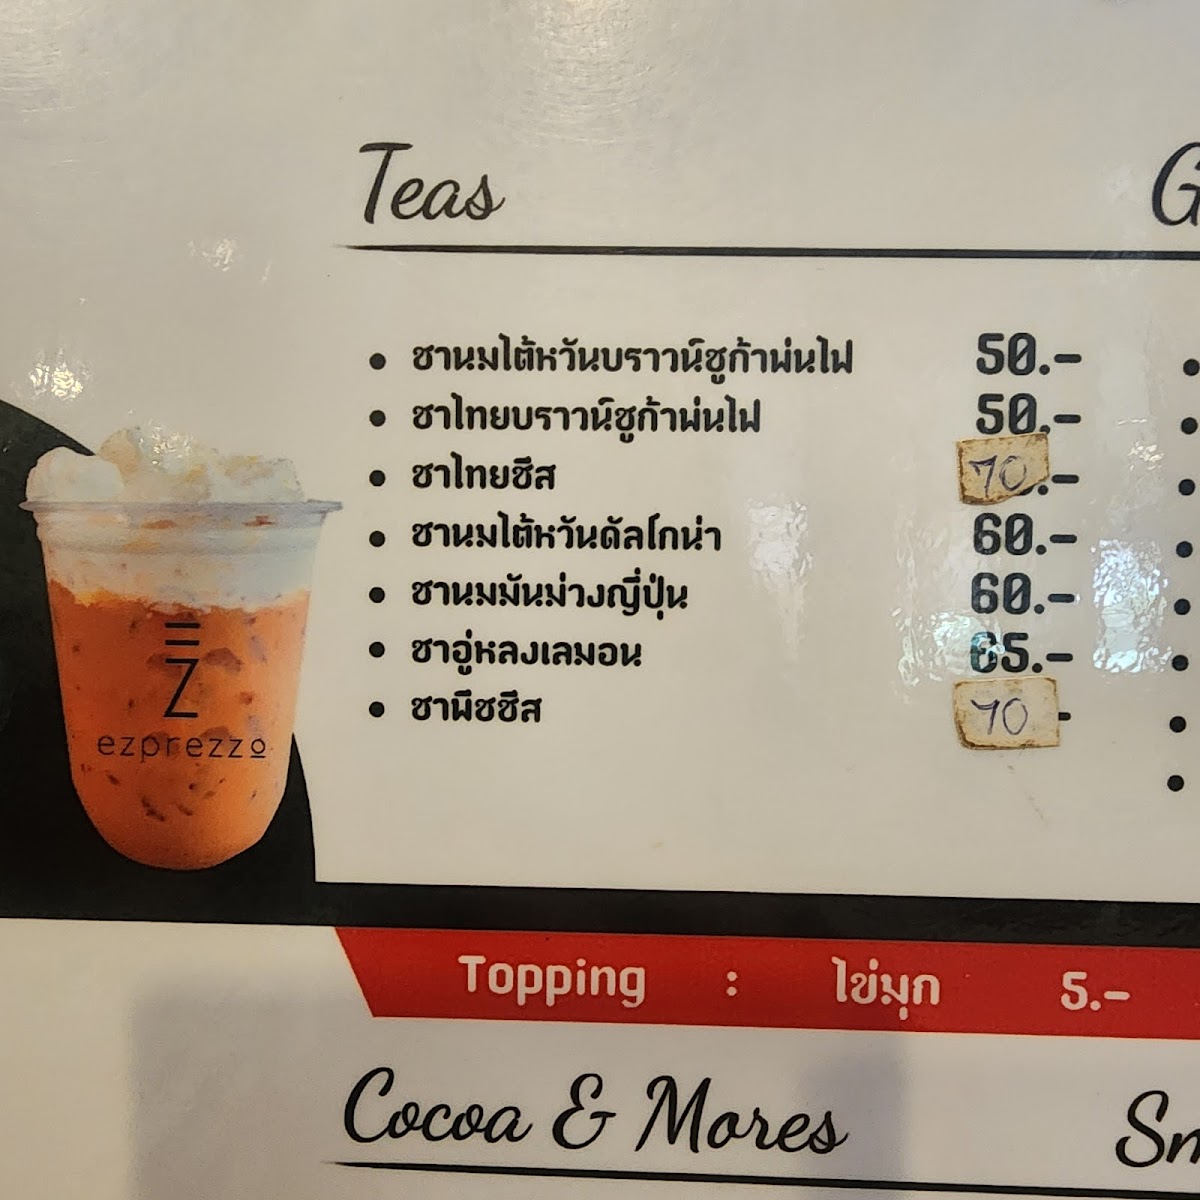 Teas
G
• ชานมไต้หวันบราวน์ชูก้าพ่นไฟ 50.-
• ชาไทยบราวน์ชูก้าพ่นไฟ 50.-
• ชาไทยชีส 70 .-
• ชานมไต้หวันดัลโกน่า 60.-
• ชานมมันม่วงญี่ปุ่น 60.-
• ชาอู่หลงเลมอน 65.-
• ชาพีชชีส 70 -
ezprezzo
Topping : ไข่มุก 5.-
Cocoa & Mores
Sm